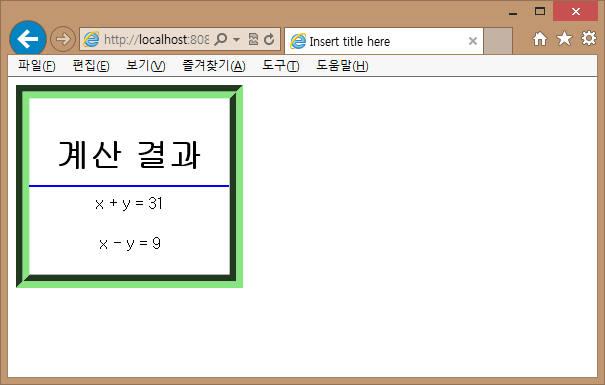 http://localhost:808
Insert title here
파일(F) 편집(E) 보기(V) 즐겨찾기(A) 도구(T) 도움말(H)
계산 결과
x + y = 31
x - y = 9